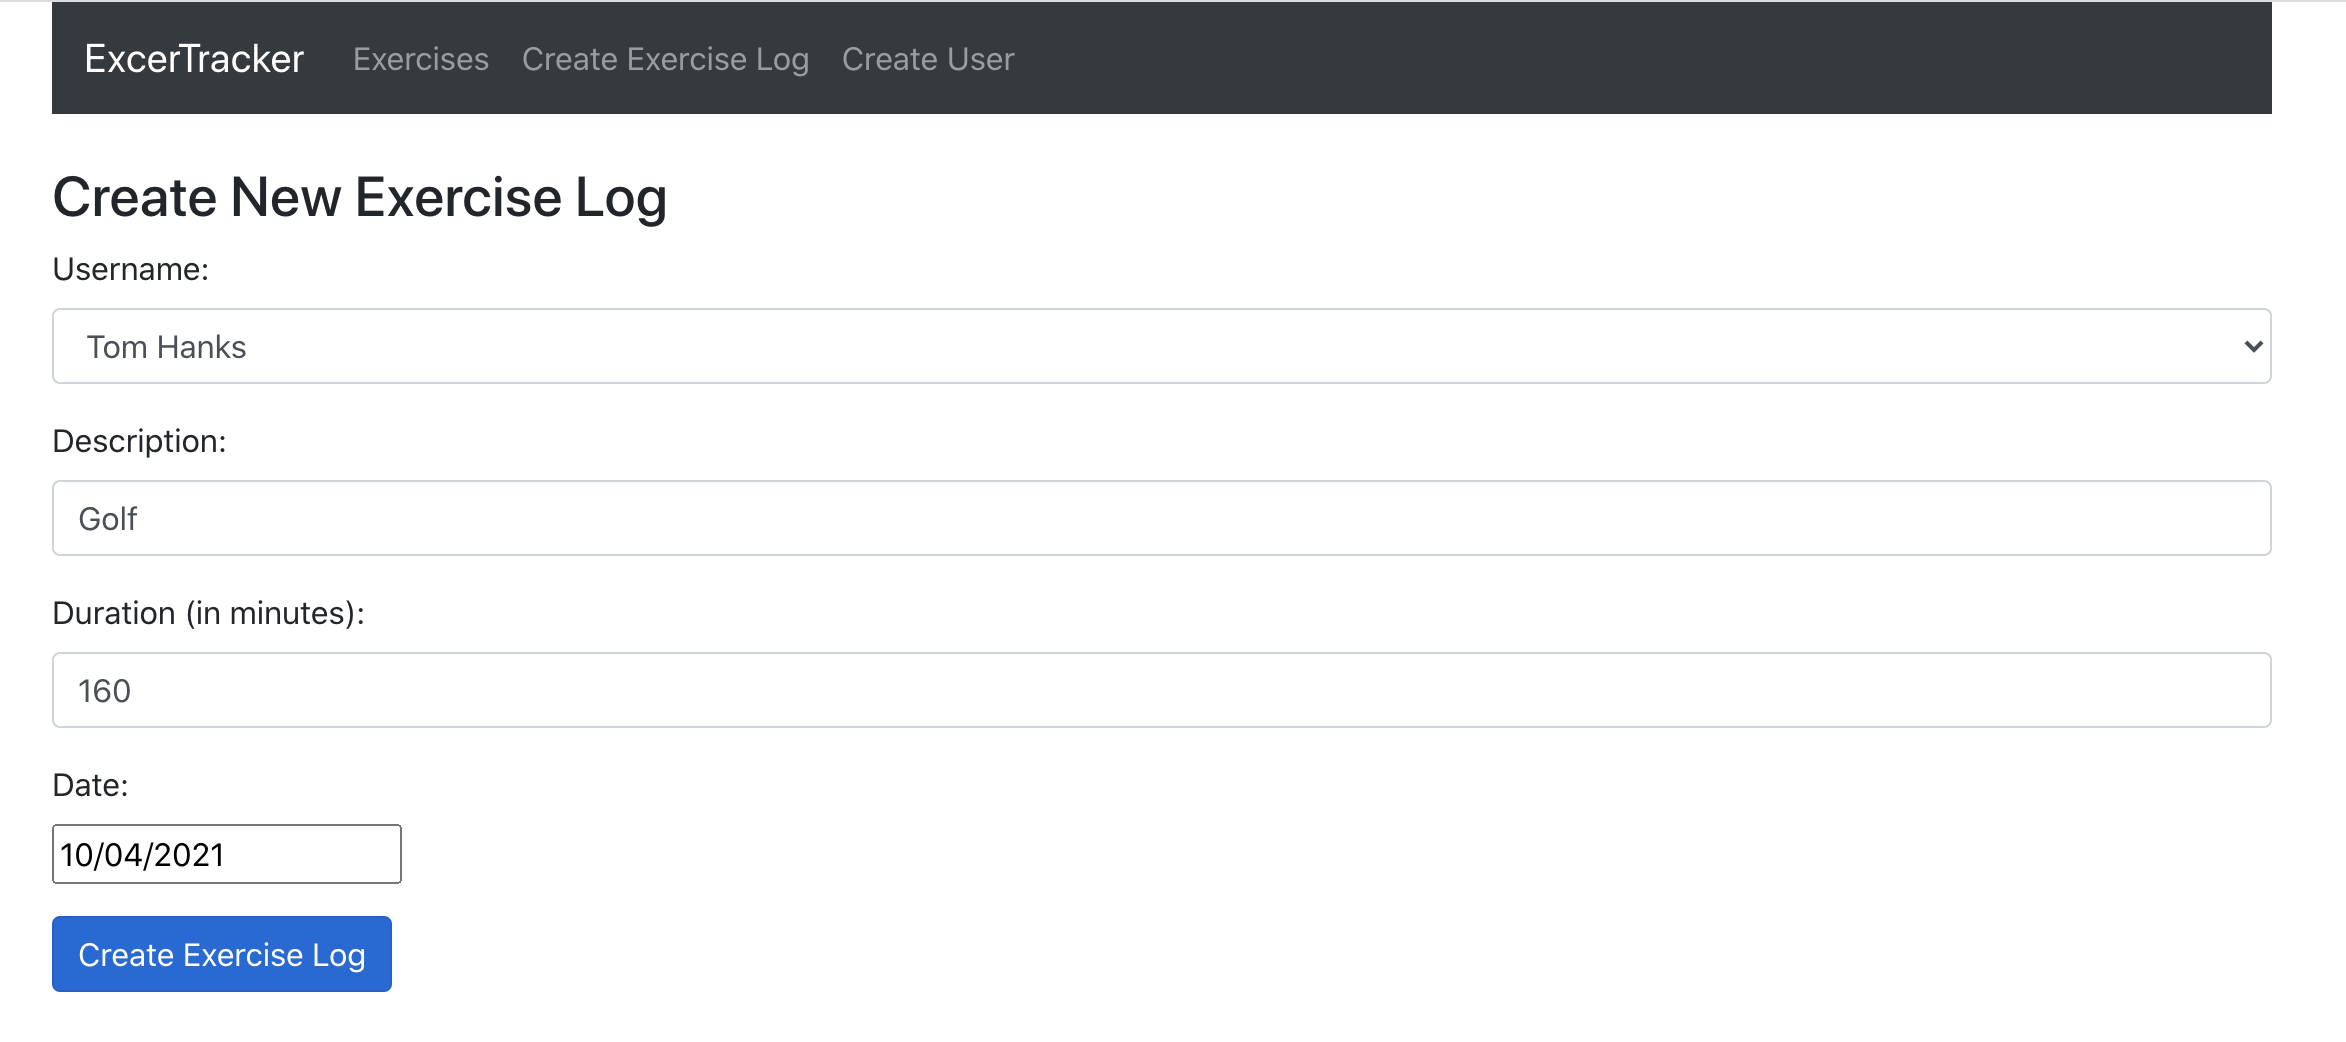 ExcerTracker Exercises Create Exercise Log Create User
Create New Exercise Log
Username:
Tom Hanks
Description:
Golf
Duration (in minutes):
160
Date:
10/04/2021
Create Exercise Log